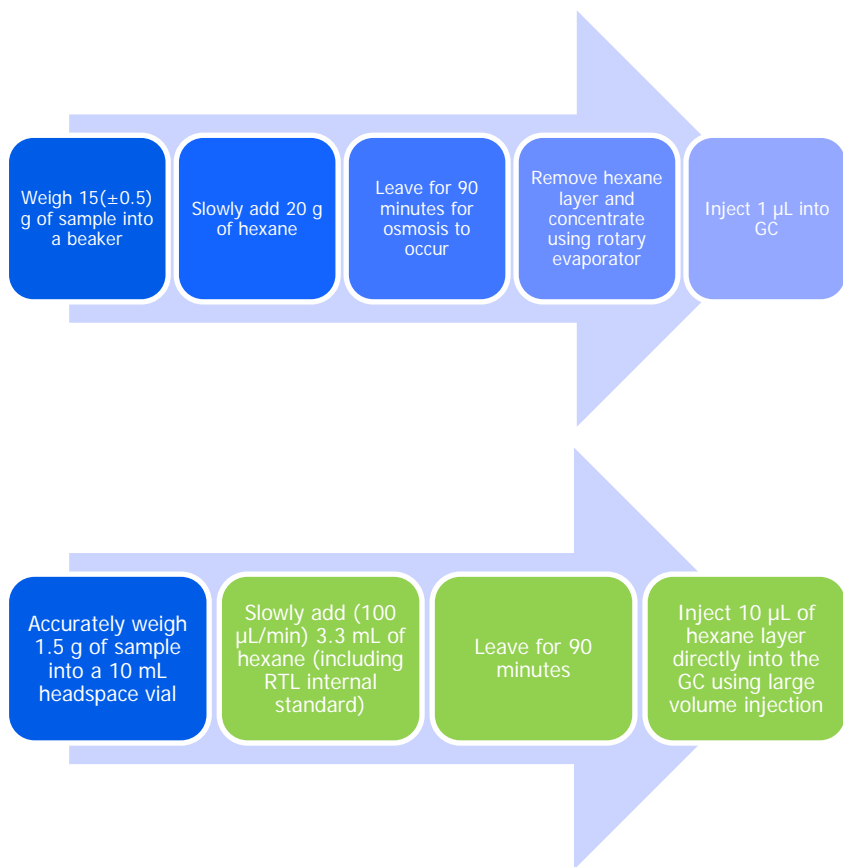 Weigh 15(±0.5)
g of sample into
a beaker
Slowly add 20 g
of hexane
Leave for 90
minutes for
osmosis to
occur
Remove hexane
layer and
concentrate
using rotary
evaporator
Inject 1 µL into
GC
Accurately weigh
1.5 g of sample
into a 10 mL
headspace vial
Slowly add (100
µL/min) 3.3 mL of
hexane (including
RTL internal
standard)
Leave for 90
minutes
Inject 10 µL of
hexane layer
directly into the
GC using large
volume injection